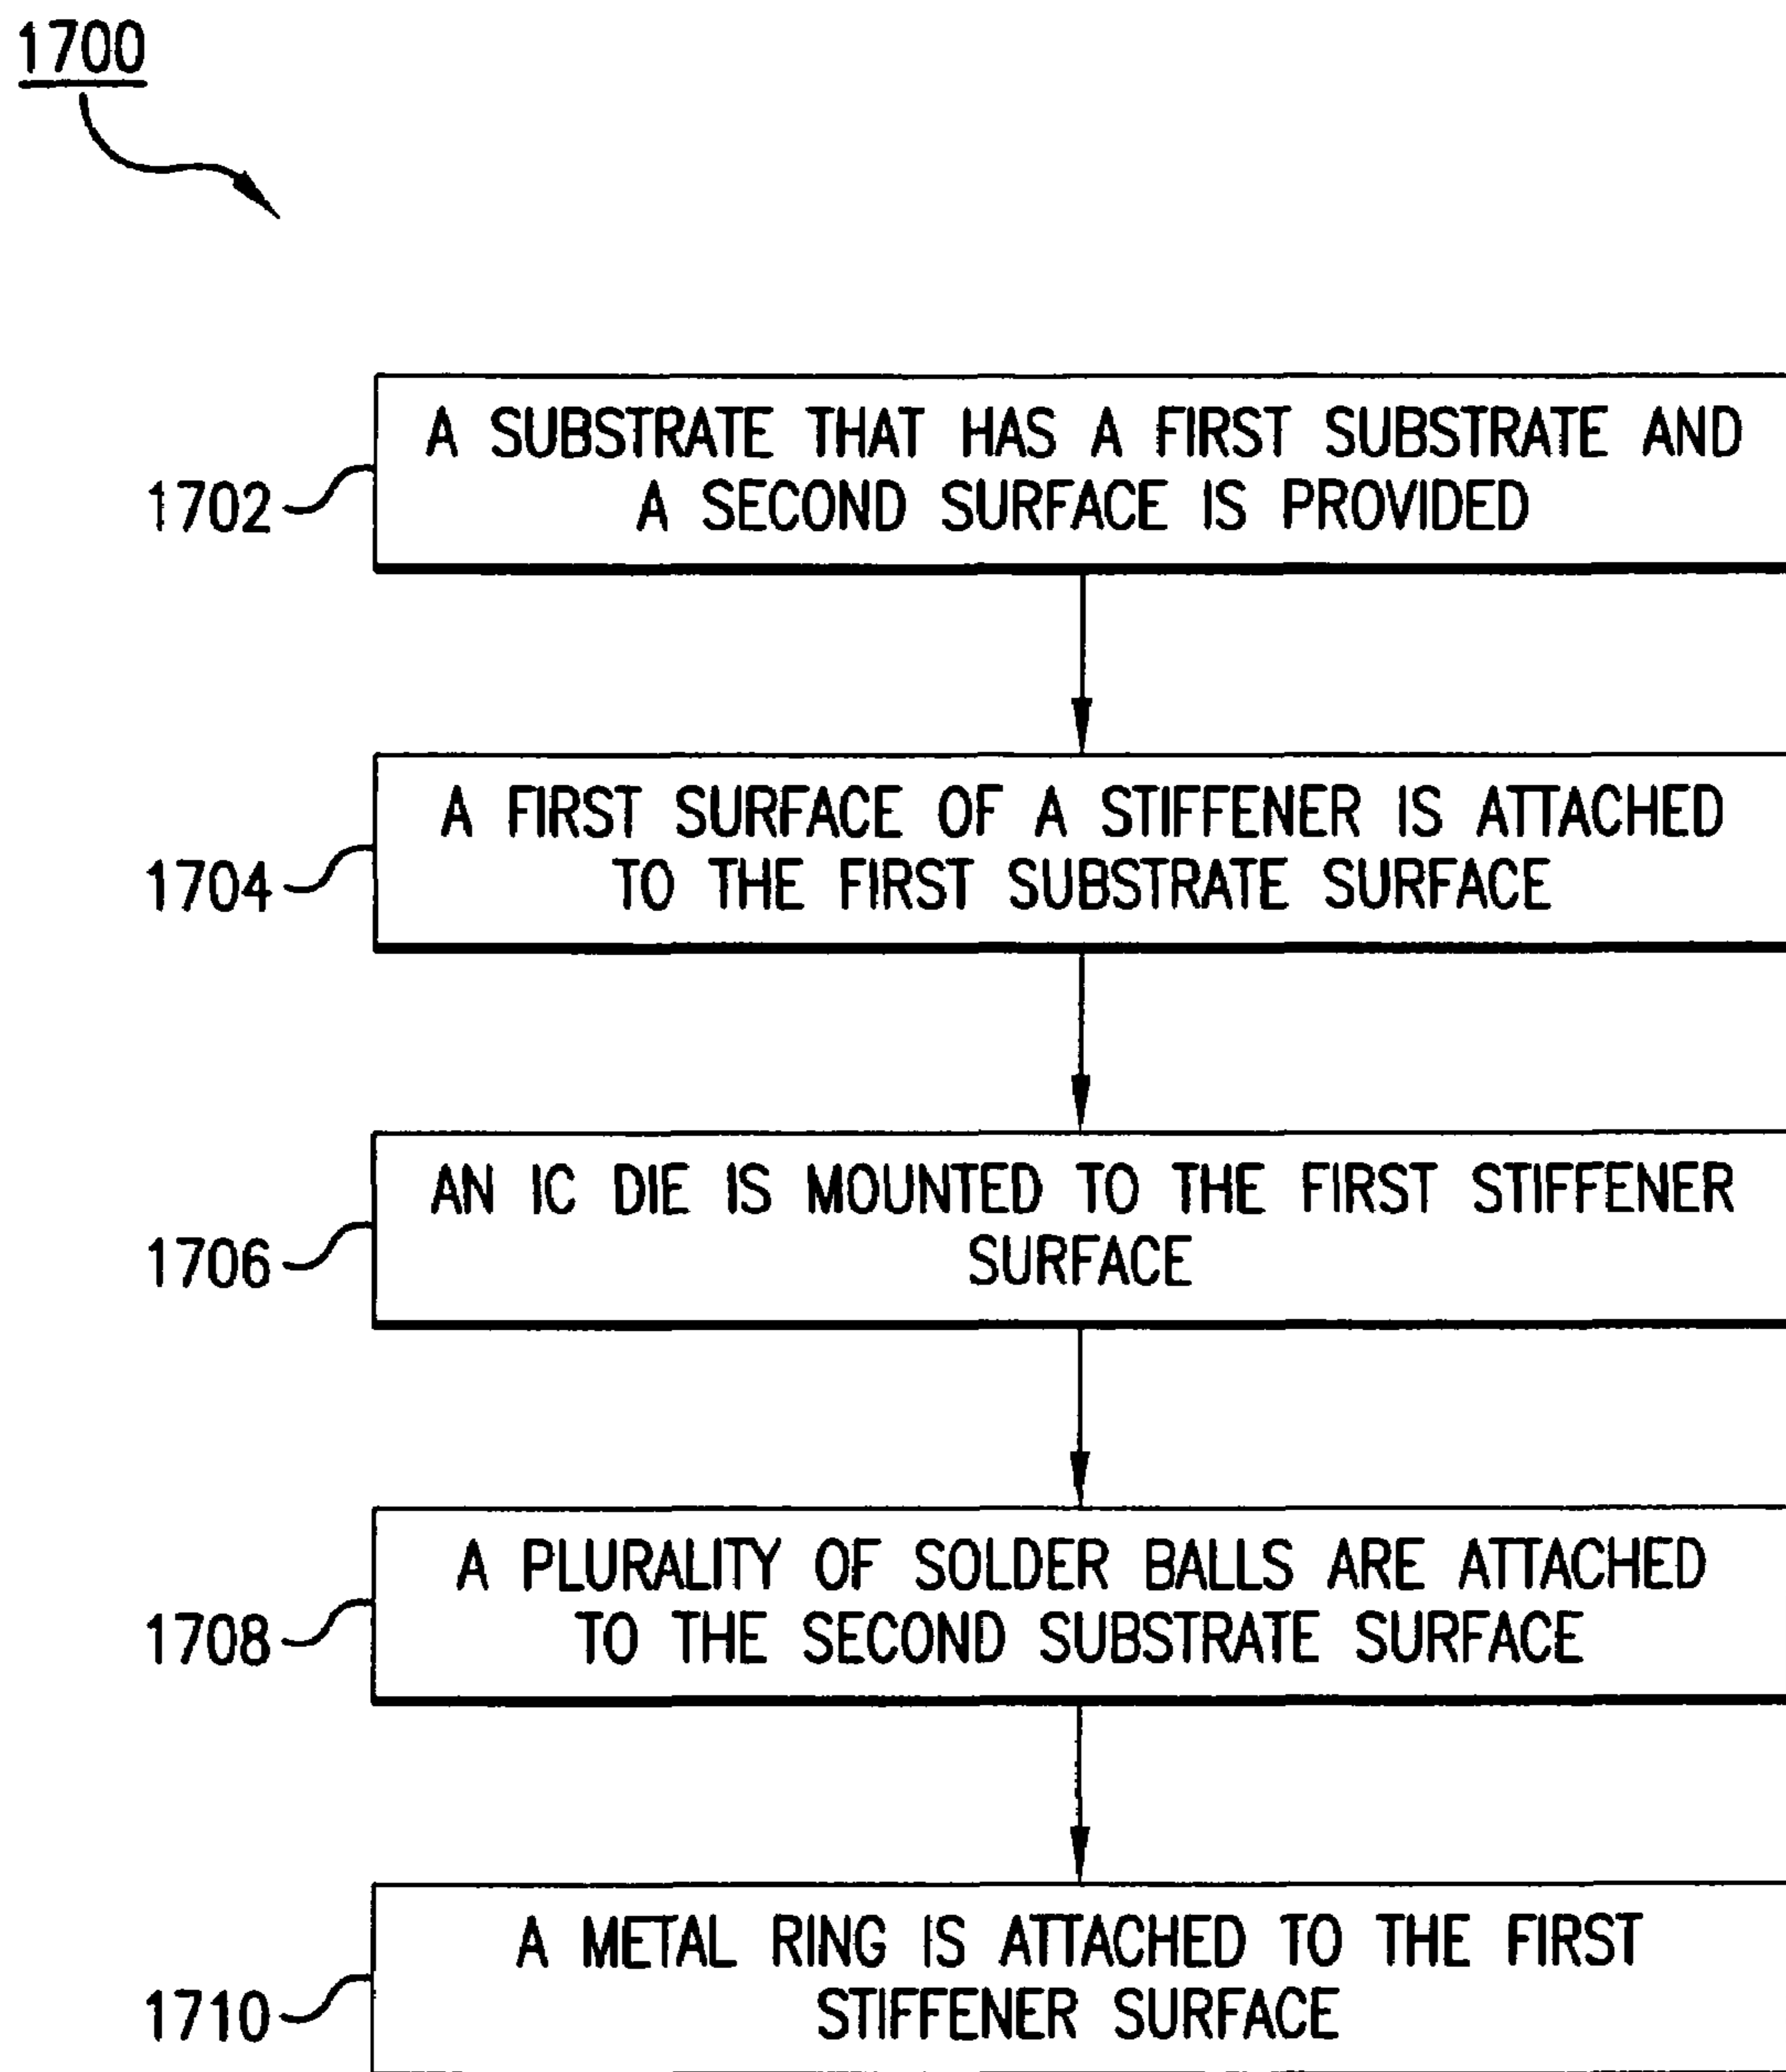 1700
A SUBSTRATE THAT HAS A FIRST SUBSTRATE AND
A SECOND SURFACE IS PROVIDED
1702
A FIRST SURFACE OF A STIFFENER IS ATTACHED
TO THE FIRST SUBSTRATE SURFACE
1704
AN IC DIE IS MOUNTED TO THE FIRST STIFFENER
SURFACE
1706
A PLURALITY OF SOLDER BALLS ARE ATTACHED
TO THE SECOND SUBSTRATE SURFACE
1708
A METAL RING IS ATTACHED TO THE FIRST
STIFFENER SURFACE
1710